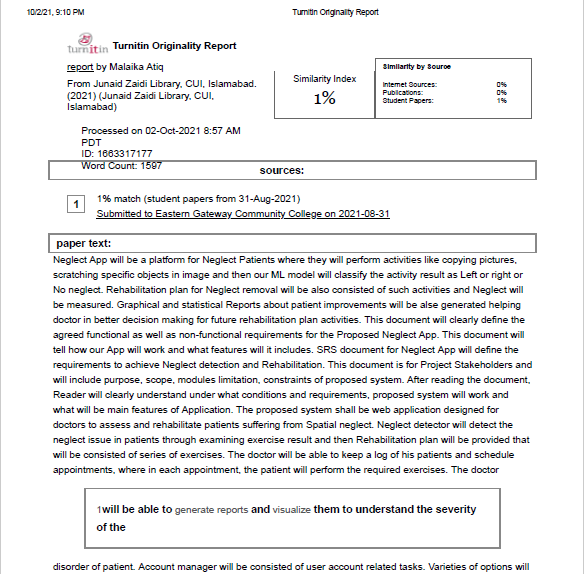 10/2/21, 9:10 PM Turnitin Originality Report
turnitin Turnitin Originality Report
report by Malaika Atiq
From Junaid Zaidi Library, CUI, Islamabad.
(2021) (Junaid Zaidi Library, CUI,
Islamabad)
Similarity Index
1%
Similarity by Source
Internet Sources: 0%
Publications: 0%
Student Papers: 1%
Processed on 02-Oct-2021 8:57 AM
PDT
ID: 1663317177
Word Count: 1597
sources:
1
1% match (student papers from 31-Aug-2021)
Submitted to Eastern Gateway Community College on 2021-08-31
paper text:
Neglect App will be a platform for Neglect Patients where they will perform activities like copying pictures,
scratching specific objects in image and then our ML model will classify the activity result as Left or right or
No neglect. Rehabilitation plan for Neglect removal will be also consisted of such activities and Neglect will
be measured. Graphical and statistical Reports about patient improvements will be alse generated helping
doctor in better decision making for future rehabilitation plan activities. This document will clearly define the
agreed functional as well as non-functional requirements for the Proposed Neglect App. This document will
tell how our App will work and what features will it includes. SRS document for Neglect App will define the
requirements to achieve Neglect detection and Rehabilitation. This document is for Project Stakeholders and
will include purpose, scope, modules limitation, constraints of proposed system. After reading the document,
Reader will clearly understand under what conditions and requirements, proposed system will work and
what will be main features of Application. The proposed system shall be web application designed for
doctors to assess and rehabilitate patients suffering from Spatial neglect. Neglect detector will detect the
neglect issue in patients through examining exercise result and then Rehabilitation plan will be provided that
will be consisted of series of exercises. The doctor will be able to keep a log of his patients and schedule
appointments, where in each appointment, the patient will perform the required exercises. The doctor
1will be able to generate reports and visualize them to understand the severity
of the
disorder of patient. Account manager will be consisted of user account related tasks. Varieties of options will